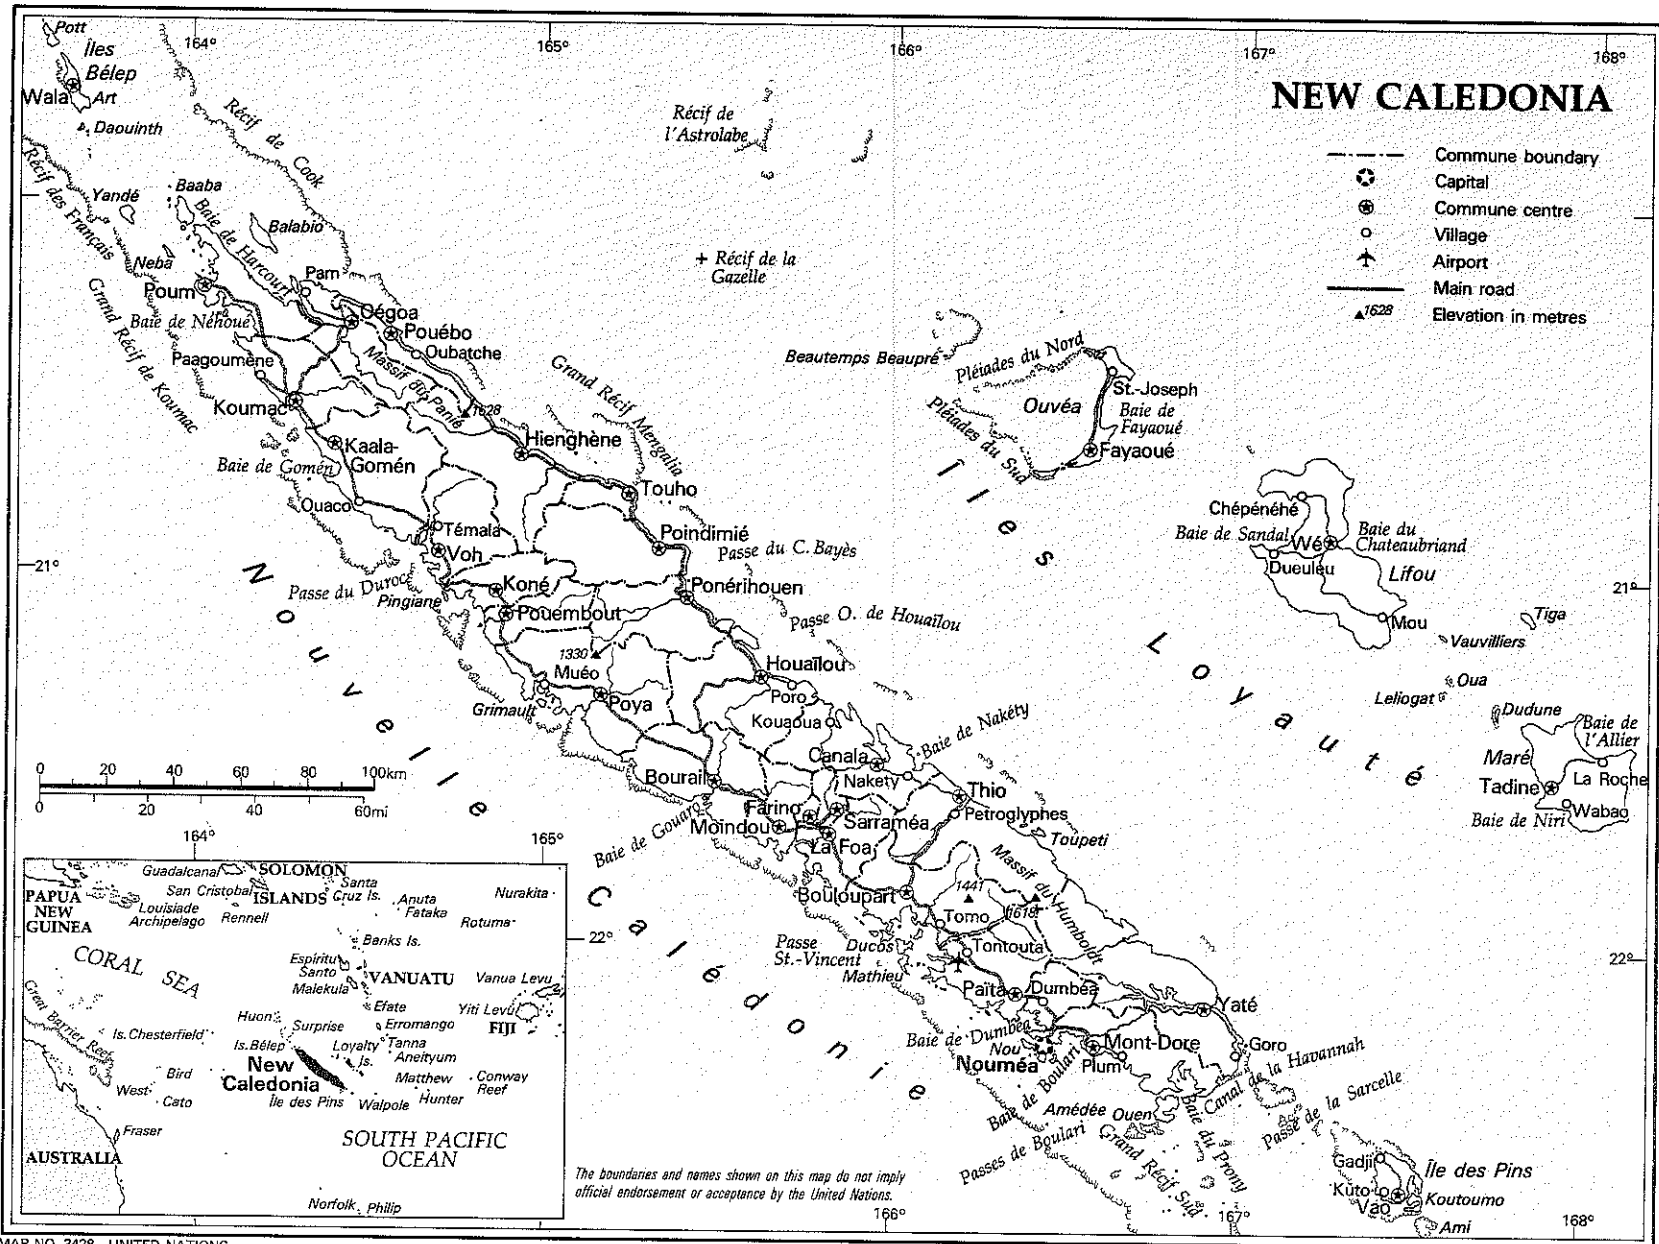 164°
165°
166°
167°
168°
NEW CALEDONIA
Commune boundary
Capital
Commune centre
Village
Airport
Main road
1628
Elevation in metres
Pott
Îles
Bélep
Wala
Art
Daouinth
Récif de Cook
Récif des Français
Yandé
Baaba
Baie de Harcourt
Balabio
Neba
Pam
Poum
Baie de Néhoué
Grand Récif de Koumac
Paagoumène
Oégoa
Pouébo
Oubatche
Massif du Panié
1628
Koumac
Kaala-
Gomén
Baie de Gomén
Ouaco
Hienghène
Grand Récif Mengalia
Touho
Témala
Voh
Poindimié
Passe du C. Bayès
Récif de
l'Astrolabe
Récif de la
Gazelle
Beautemps Beaupré
Pléiades du Nord
St.-Joseph
Ouvéa
Baie de
Fayaoué
Pléiades du Sud
Fayaoué
Îles Loyauté
Chépénéhé
Baie de Sandal
Wé
Baie du
Chateaubriand
Dueuleu
Lifou
Mou
Tiga
Vauvilliers
Oua
Leliogat
Dudune
Baie de
l'Allier
Maré
La Roche
Tadine
Wabao
Baie de Niri
21°
21°
Nouvelle Calédonie
Passe du Duroc
Pingiane
Koné
Pouembout
Ponérihouen
Passe O. de Houaîlou
1330
Muéo
Houaîlou
Poro
Grimault
Poya
Kouaoua
Canala
Baie de Nakéty
Nakety
Bourail
Thio
Petroglyphes
Farino
Sarraméa
Moindou
La Foa
Toupeti
Baie de Gouaro
Massif du Humboldt
1441
1619
Bouloupart
Tomo
Tontouta
Ducos
Passe
St.-Vincent
Mathieu
Païta
Dumbéa
Baie de Dumbéa
Nou
Nouméa
Mont-Dore
Plum
Yaté
Goro
Baie de Boulari
Canal de la Havannah
Amédée
Ouen
Baie du Prony
Passe de la Sarcelle
Passes de Boulari
Grand Récif Sud
Gadji
Île des Pins
Kuto
Koutoumo
Vao
Ami
22°
22°
0 20 40 60 80 100km
0 20 40 60mi
164°
165°
Guadalcanal
SOLOMON
ISLANDS
San Cristobal
Santa
Cruz Is.
Anuta
Fataka
Nurakita
PAPUA
NEW
GUINEA
Louisiade
Archipelago
Rennell
Rotuma
CORAL SEA
Banks Is.
Espiritu
Santo
Malekula
VANUATU
Vanua Levu
Efate
Yiti Levu
FIJI
Great Barrier Reef
Huon
Surprise
Erromango
Is. Chesterfield
Is. Bélep
Loyalty
Is.
Tanna
Aneityum
New
Caledonia
Bird
West
Cato
Matthew
Conway
Reef
Île des Pins
Walpole
Hunter
Fraser
SOUTH PACIFIC
OCEAN
AUSTRALIA
Norfolk
Philip
The boundaries and names shown on this map do not imply
official endorsement or acceptance by the United Nations.
166°
167°
168°
MAP NO. 3428 UNITED NATIONS